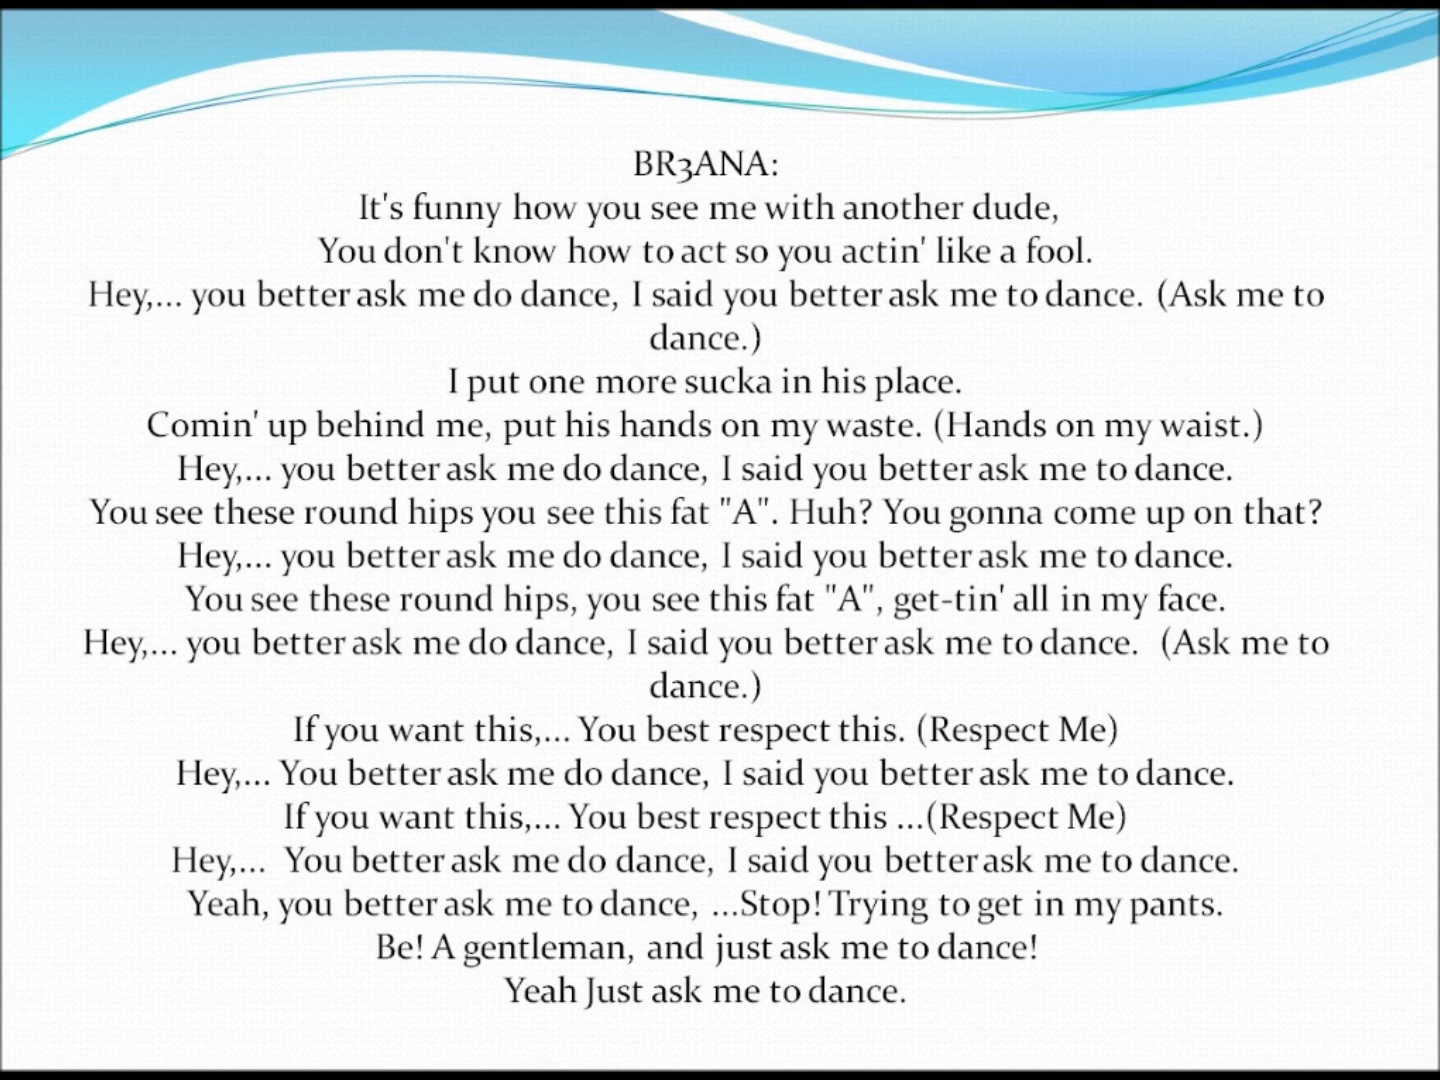 BR3ANA:
It's funny how you see me with another dude,
You don't know how to act so you actin' like a fool.
Hey,... you better ask me do dance, I said you better ask me to dance. (Ask me to
dance.)
I put one more sucka in his place.
Comin' up behind me, put his hands on my waste. (Hands on my waist.)
Hey,... you better ask me do dance, I said you better ask me to dance.
You see these round hips you see this fat "A". Huh? You gonna come up on that?
Hey,... you better ask me do dance, I said you better ask me to dance.
You see these round hips, you see this fat "A", get-tin' all in my face.
Hey,... you better ask me do dance, I said you better ask me to dance.  (Ask me to
dance.)
If you want this,... You best respect this. (Respect Me)
Hey,... You better ask me do dance, I said you better ask me to dance.
If you want this,... You best respect this ...(Respect Me)
Hey,...  You better ask me do dance, I said you better ask me to dance.
Yeah, you better ask me to dance, ...Stop! Trying to get in my pants.
Be! A gentleman, and just ask me to dance!
Yeah Just ask me to dance.